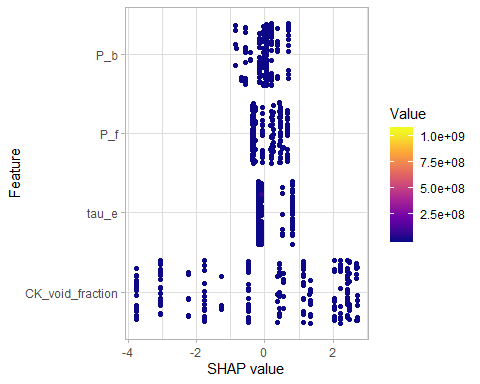 P_b
P_f
tau_e
CK_void_fraction
Feature
-4
-2
0
2
SHAP value
Value
1.0e+09
7.5e+08
5.0e+08
2.5e+08